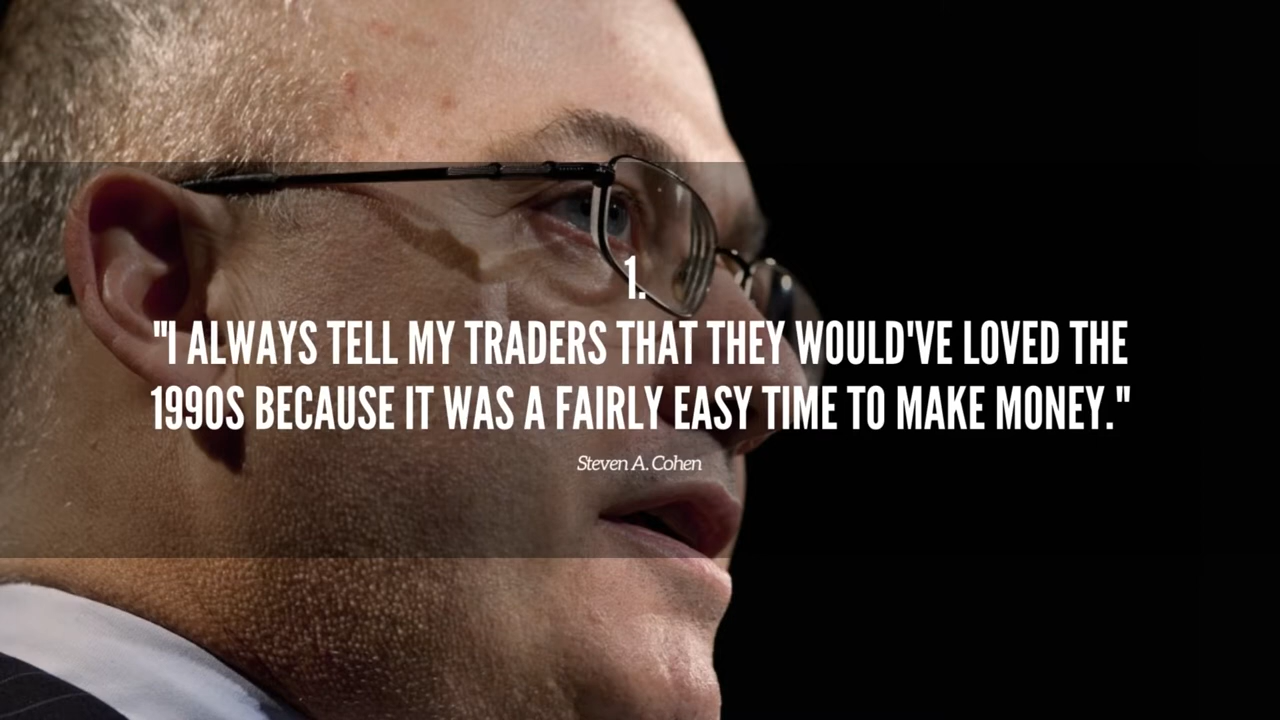 1.
"I ALWAYS TELL MY TRADERS THAT THEY WOULD'VE LOVED THE
1990S BECAUSE IT WAS A FAIRLY EASY TIME TO MAKE MONEY."
Steven A. Cohen